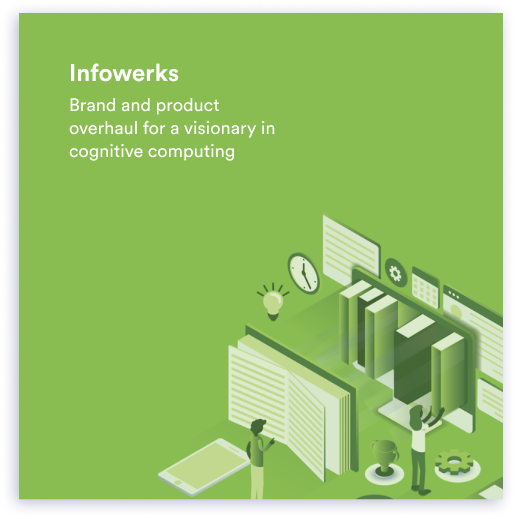 Infowerks
Brand and product
overhaul for a visionary in
cognitive computing